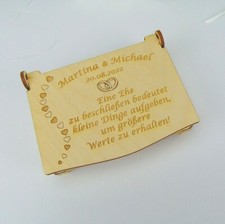 Martina & Michael
20.08.2022
Eine Ehe
zu beschließen bedeutet
kleine Dinge aufgeben,
um größere
Werte zu erhalten!